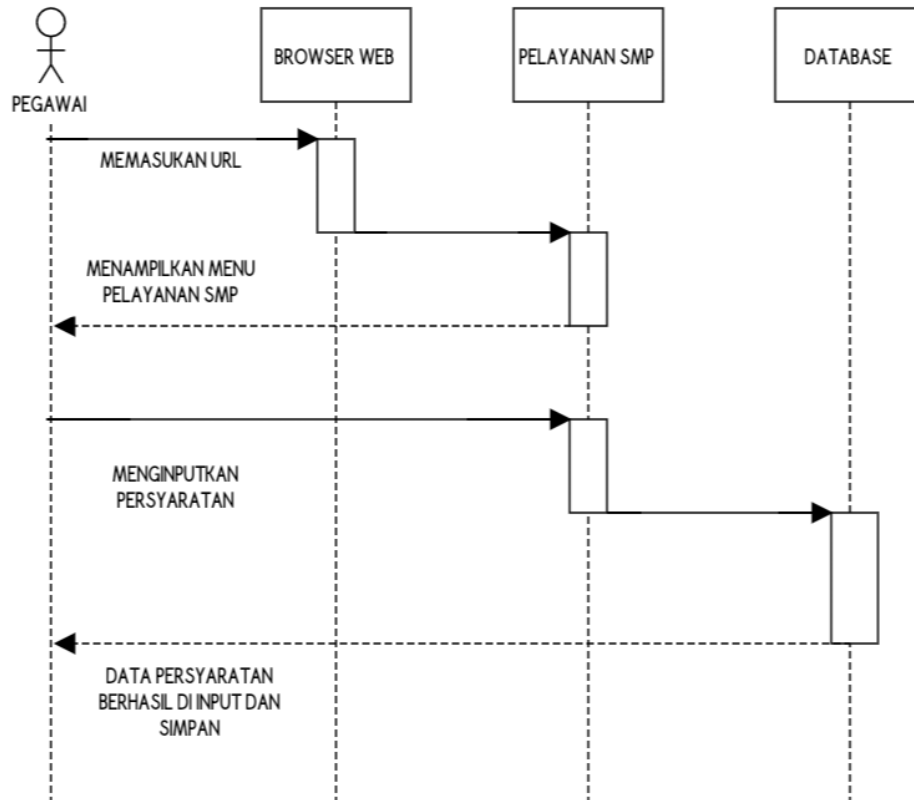 PEGAWAI
BROWSER WEB
PELAYANAN SMP
DATABASE
MEMASUKAN URL
MENAMPILKAN MENU
PELAYANAN SMP
MENGINPUTKAN
PERSYARATAN
DATA PERSYARATAN
BERHASIL DI INPUT DAN
SIMPAN